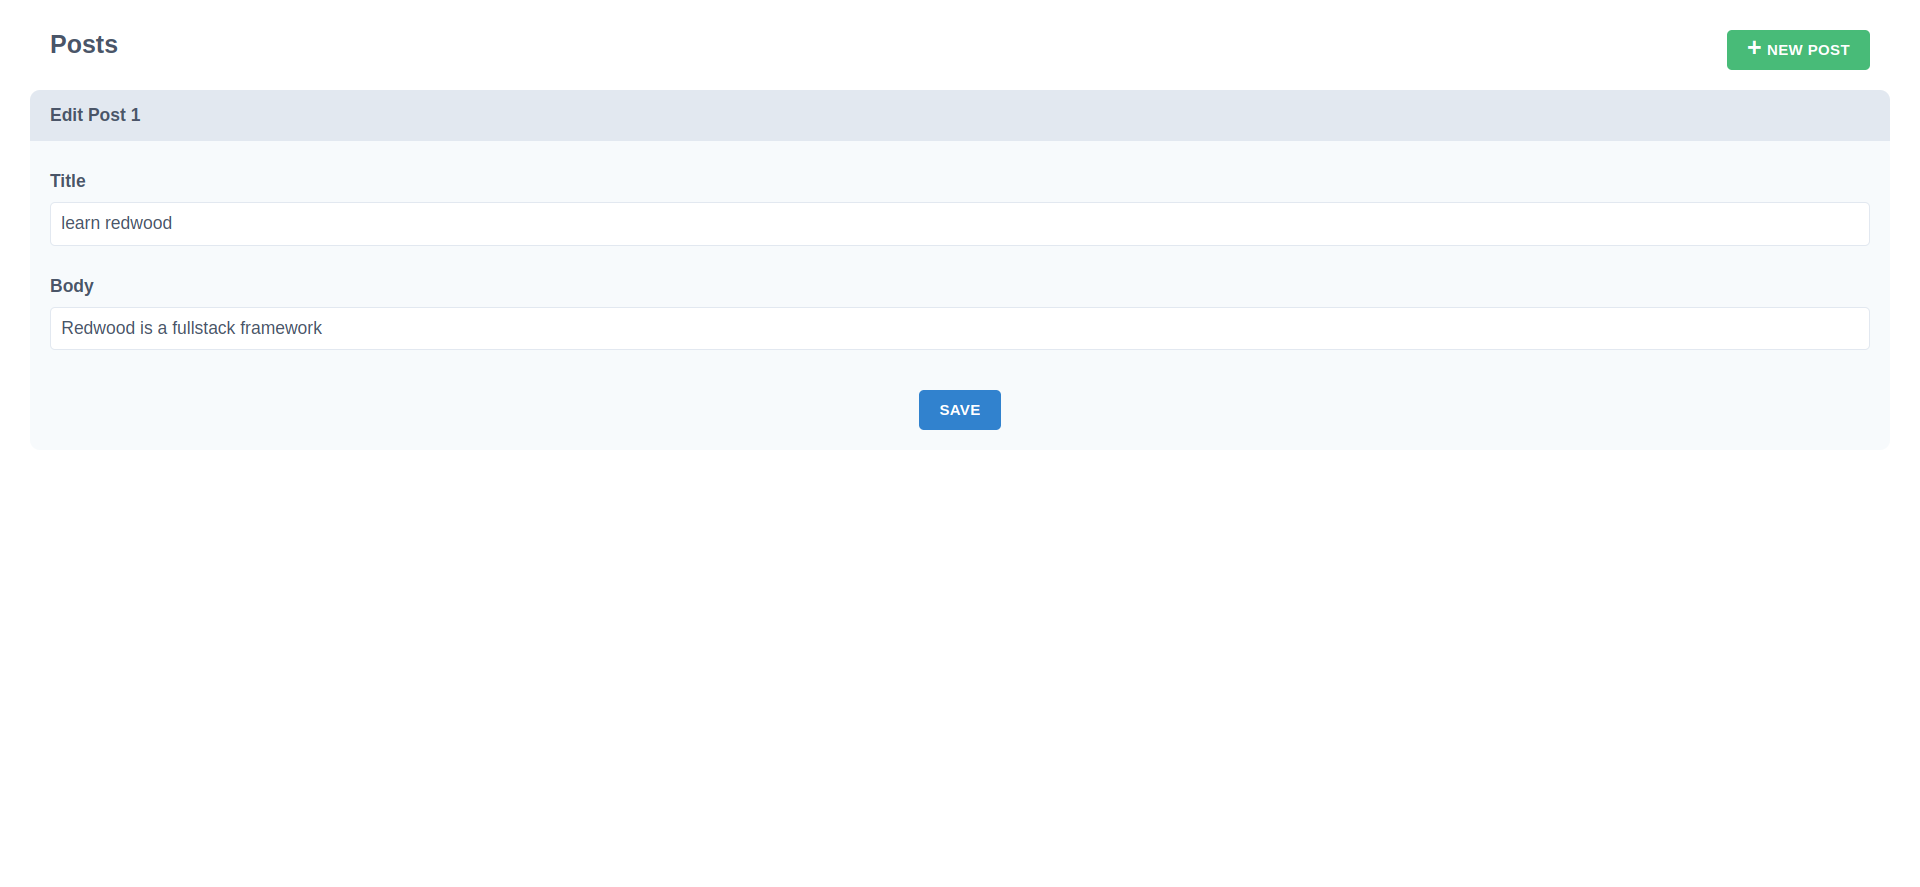 Posts
+ NEW POST
Edit Post 1
Title
learn redwood
Body
Redwood is a fullstack framework
SAVE